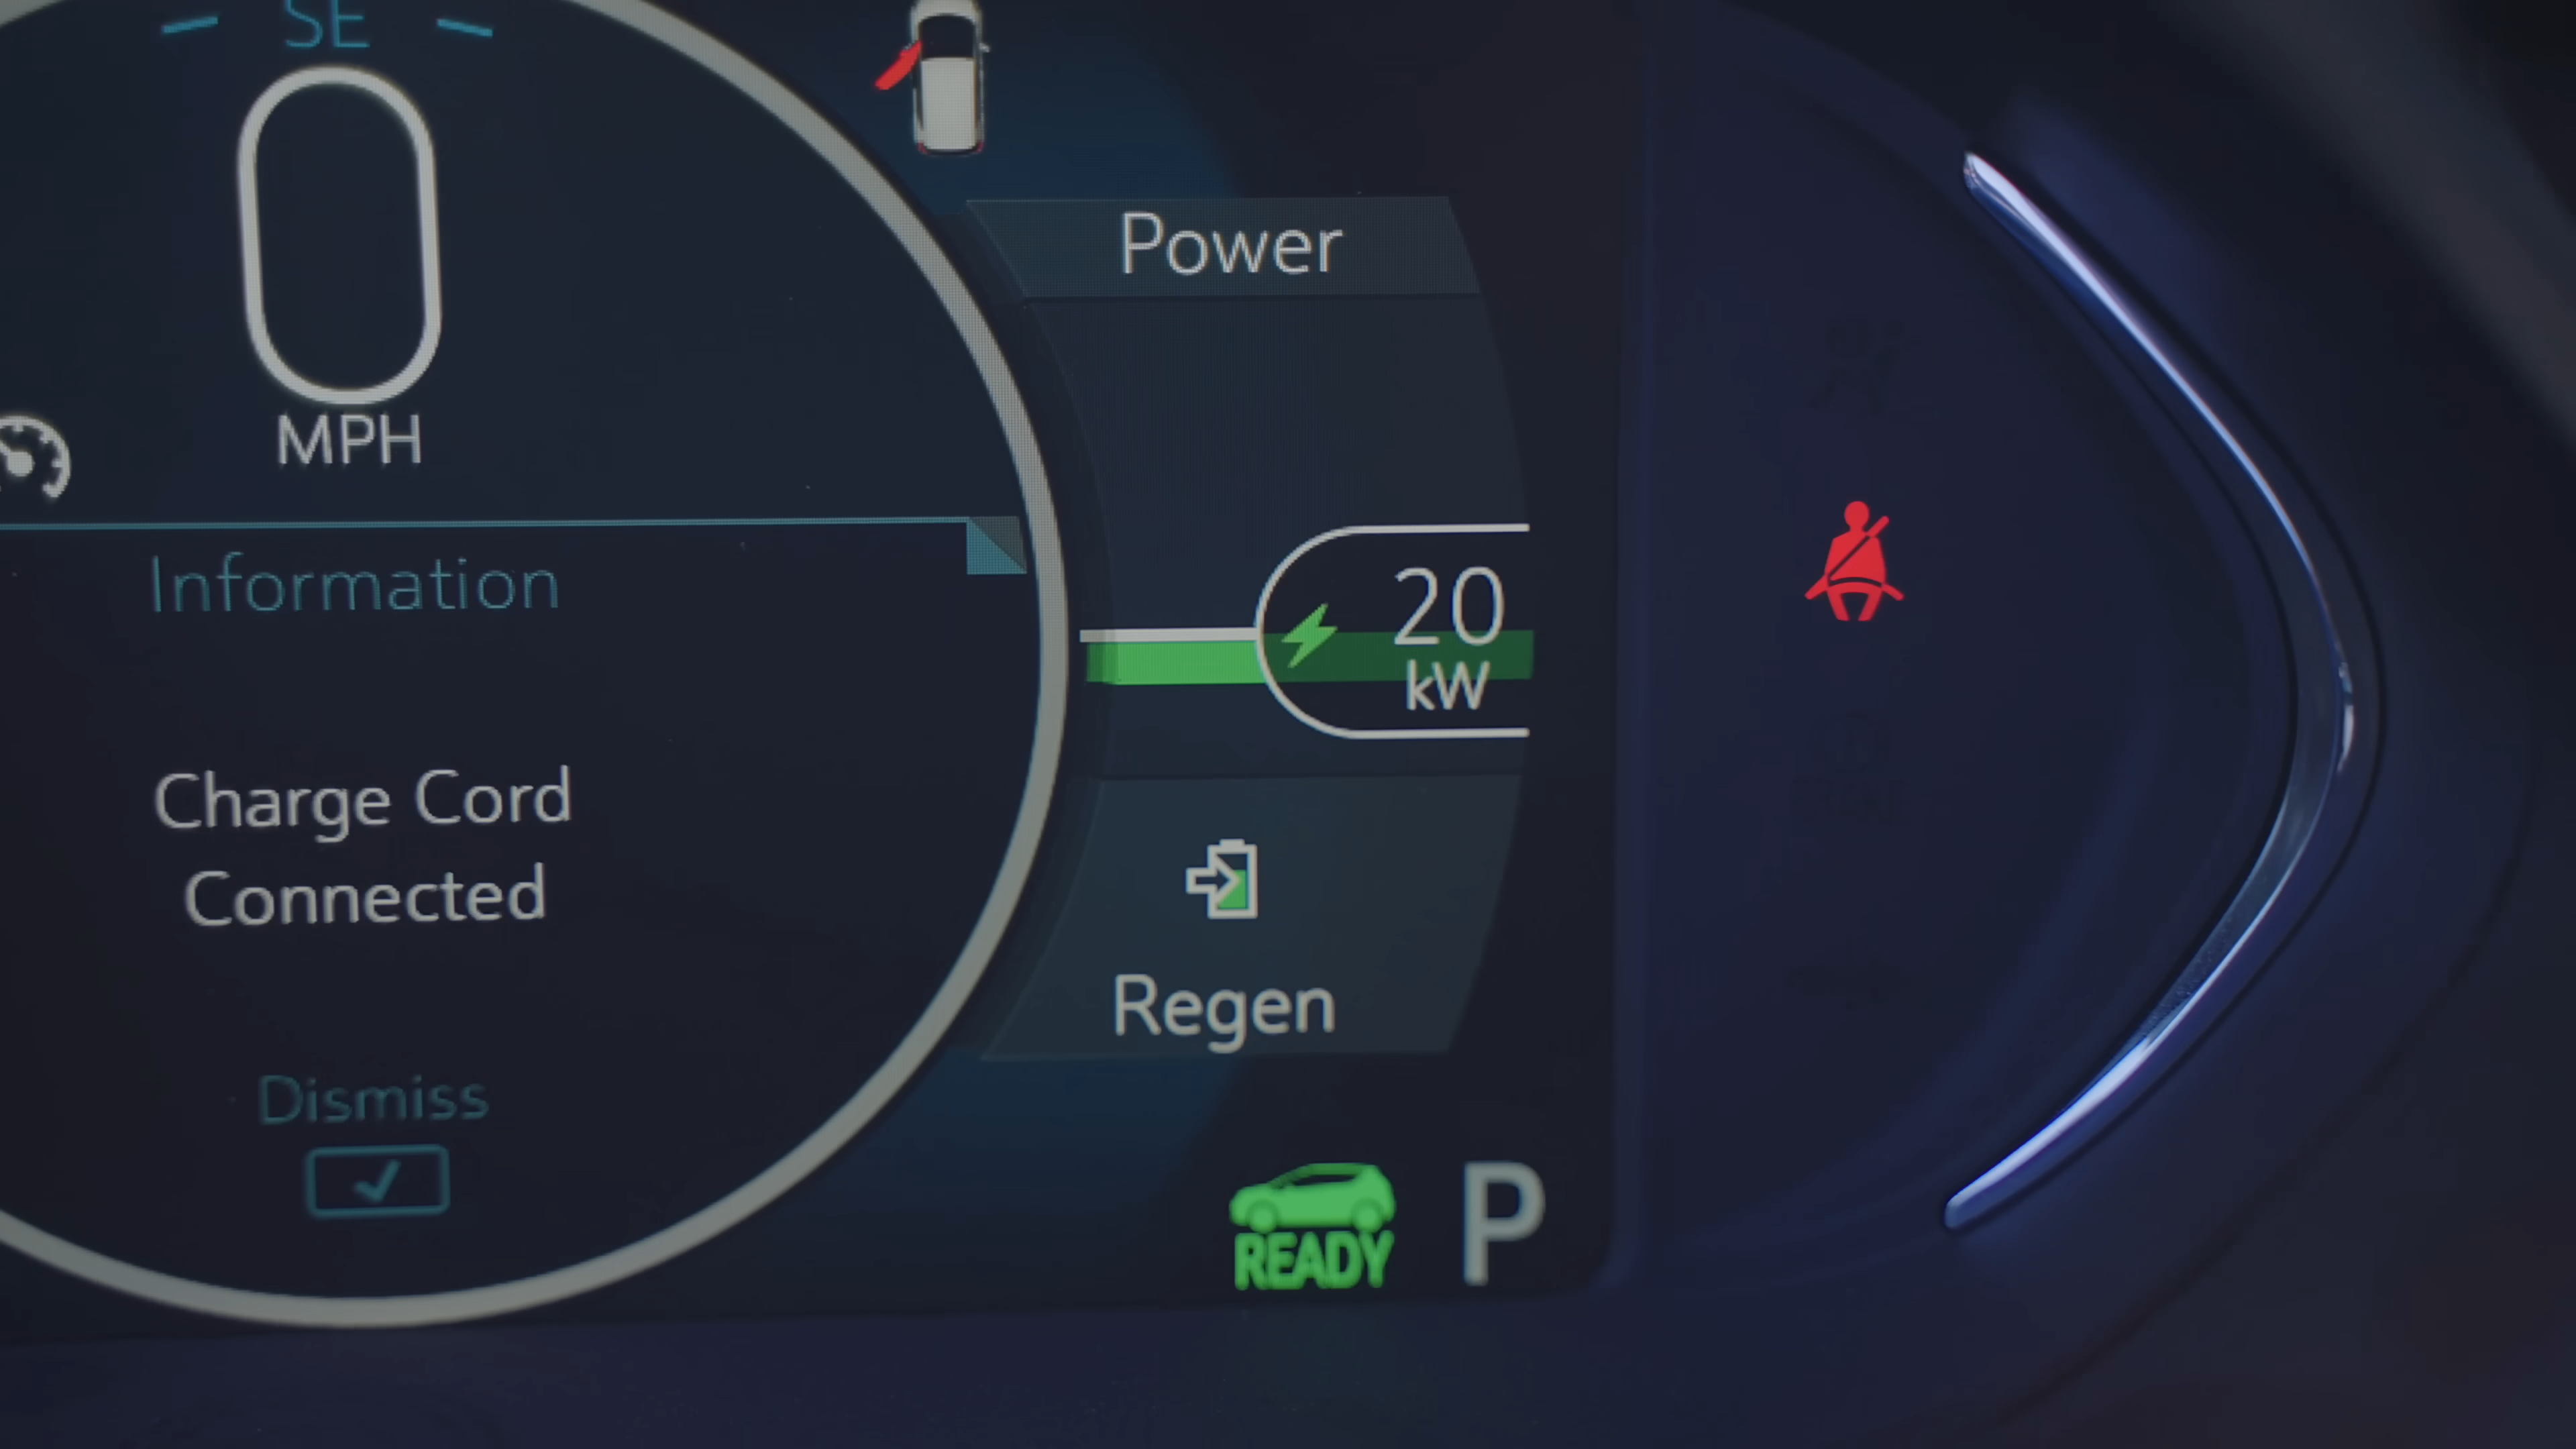 SE
0
MPH
Information
Charge Cord
Connected
Dismiss
Power
20
kW
Regen
READY
P